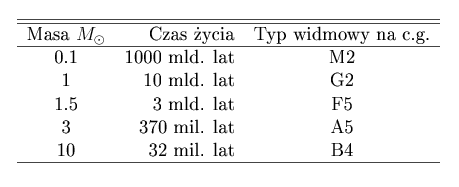 Masa M⊙ Czas życia Typ widmowy na c.g.
0.1 1000 mld. lat M2
1 10 mld. lat G2
1.5 3 mld. lat F5
3 370 mil. lat A5
10 32 mil. lat B4